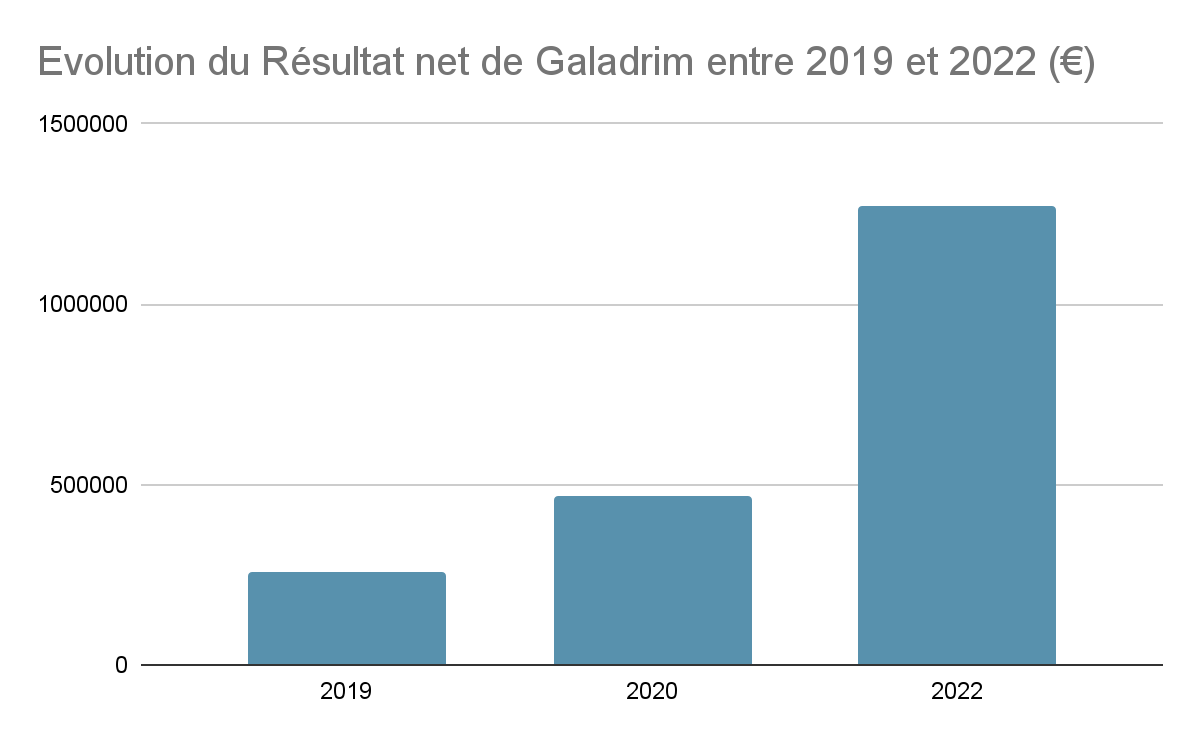 Evolution du Résultat net de Galadrim entre 2019 et 2022 (€)
1500000
1000000
500000
0
2019 2020 2022